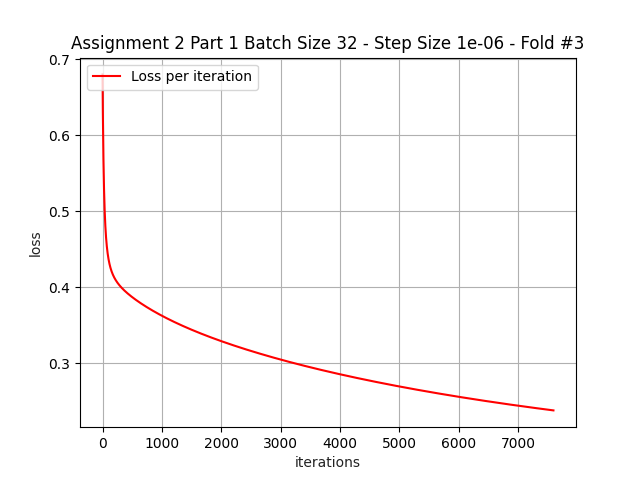 Assignment 2 Part 1 Batch Size 32 - Step Size 1e-06 - Fold #3
Loss per iteration
0.7
0.6
0.5
0.4
0.3
loss
0 1000 2000 3000 4000 5000 6000 7000
iterations